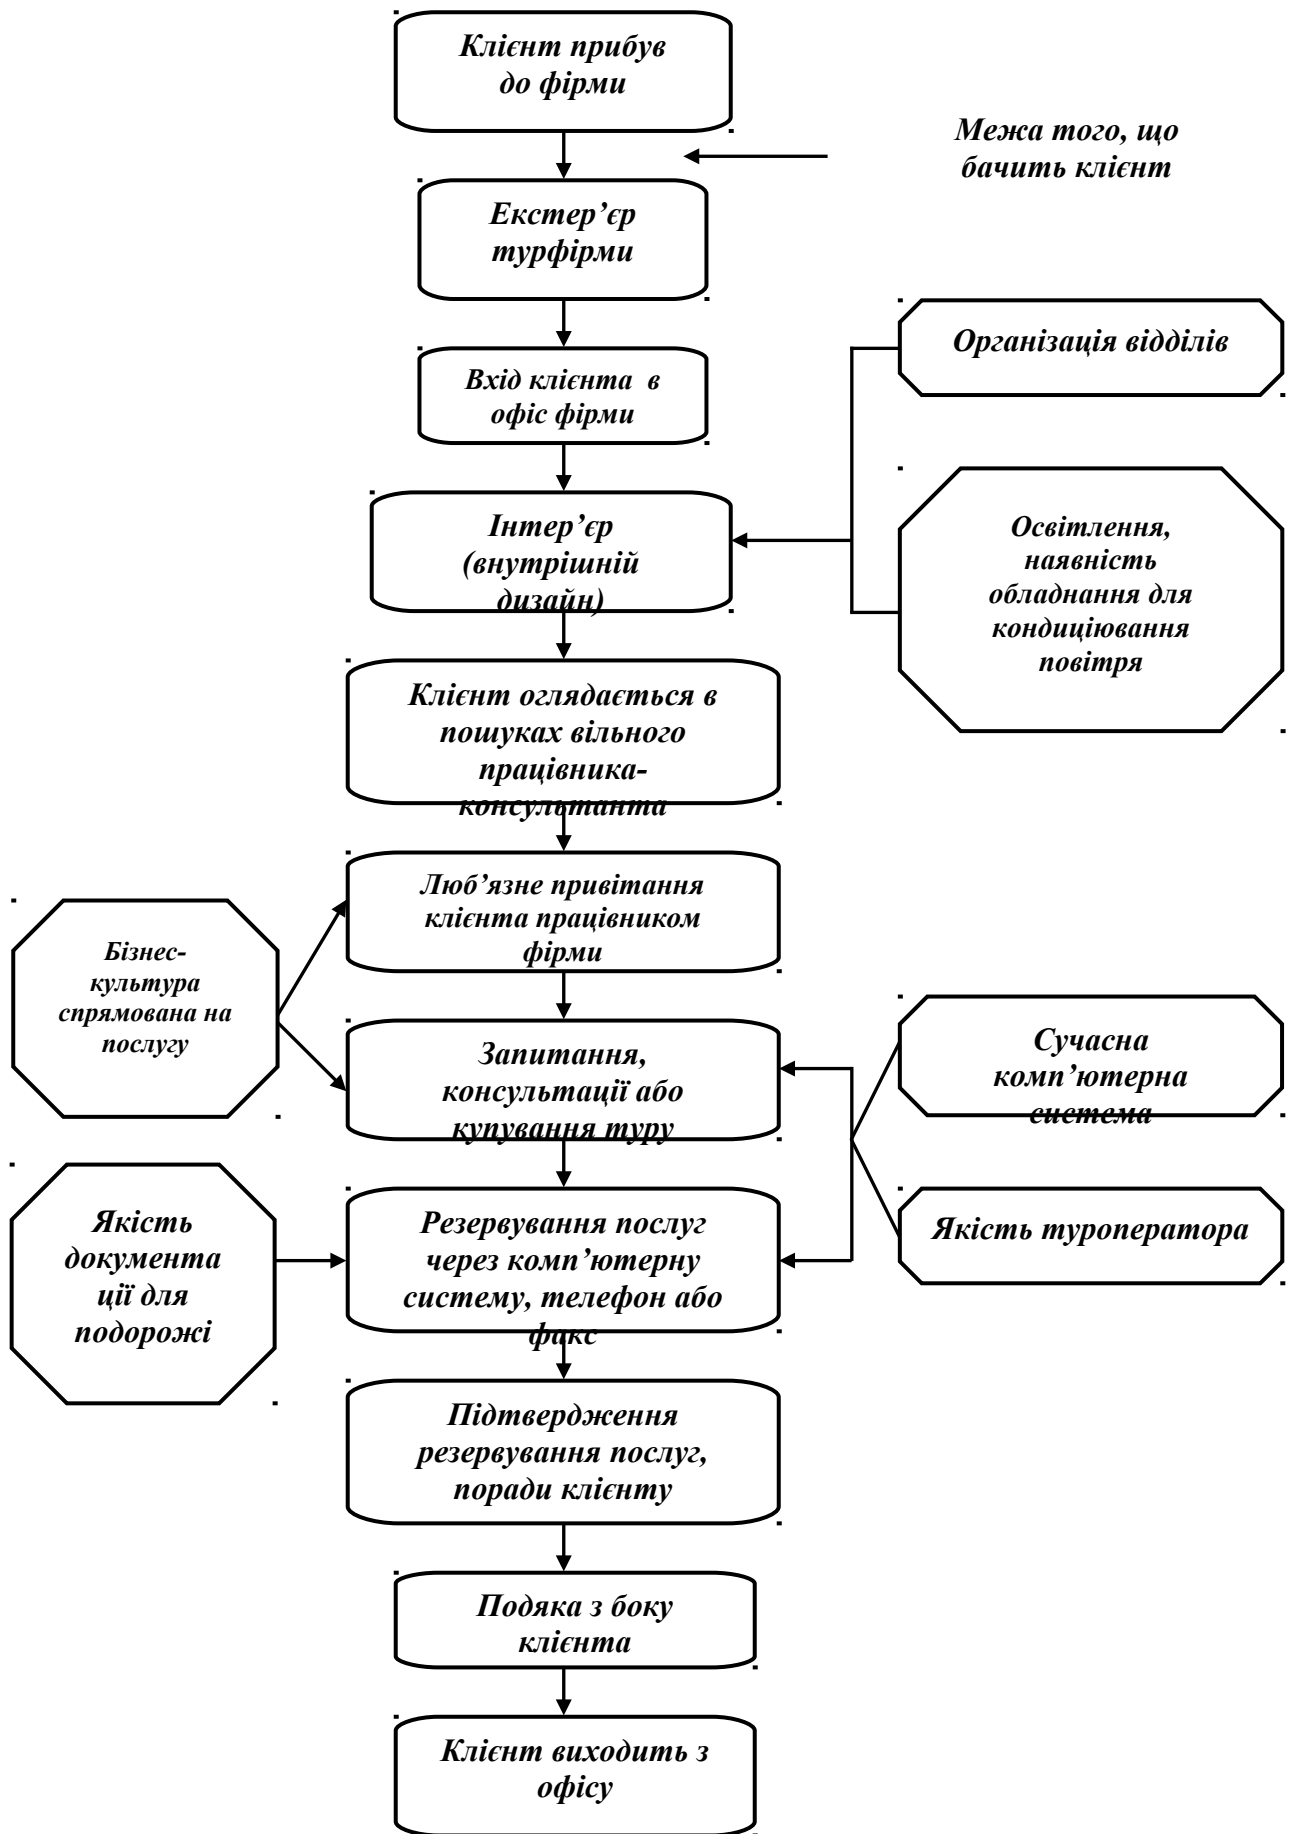 Клієнт прибув
до фірми
Межа того, що
бачить клієнт
Екстер’єр
турфірми
Організація відділів
Вхід клієнта в
офіс фірми
Інтер’єр
(внутрішній
дизайн)
Освітлення,
наявність
обладнання для
кондиціювання
повітря
Клієнт оглядається в
пошуках вільного
працівника-
консультанта
Люб’язне привітання
клієнта працівником
фірми
Бізнес-
культура
спрямована на
послугу
Запитання,
консультації або
купування туру
Сучасна
комп’ютерна
система
Якість
документа
ції для
подорожі
Резервування послуг
через комп’ютерну
систему, телефон або
факс
Якість туроператора
Підтвердження
резервування послуг,
поради клієнту
Подяка з боку
клієнта
Клієнт виходить з
офісу